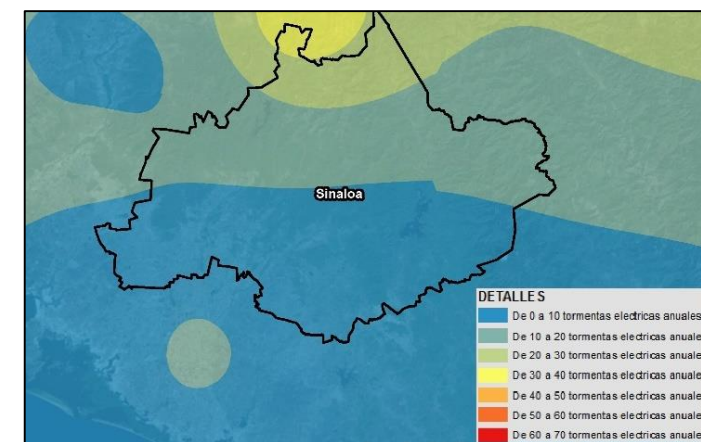 Sinaloa
DETALLES
De 0 a 10 tormentas electricas anuales
De 10 a 20 tormentas electricas anuale
De 20 a 30 tormentas electricas anuale
De 30 a 40 tormentas electricas anuale
De 40 a 50 tormentas electricas anuale
De 50 a 60 tormentas electricas anuale
De 60 a 70 tormentas electricas anuale